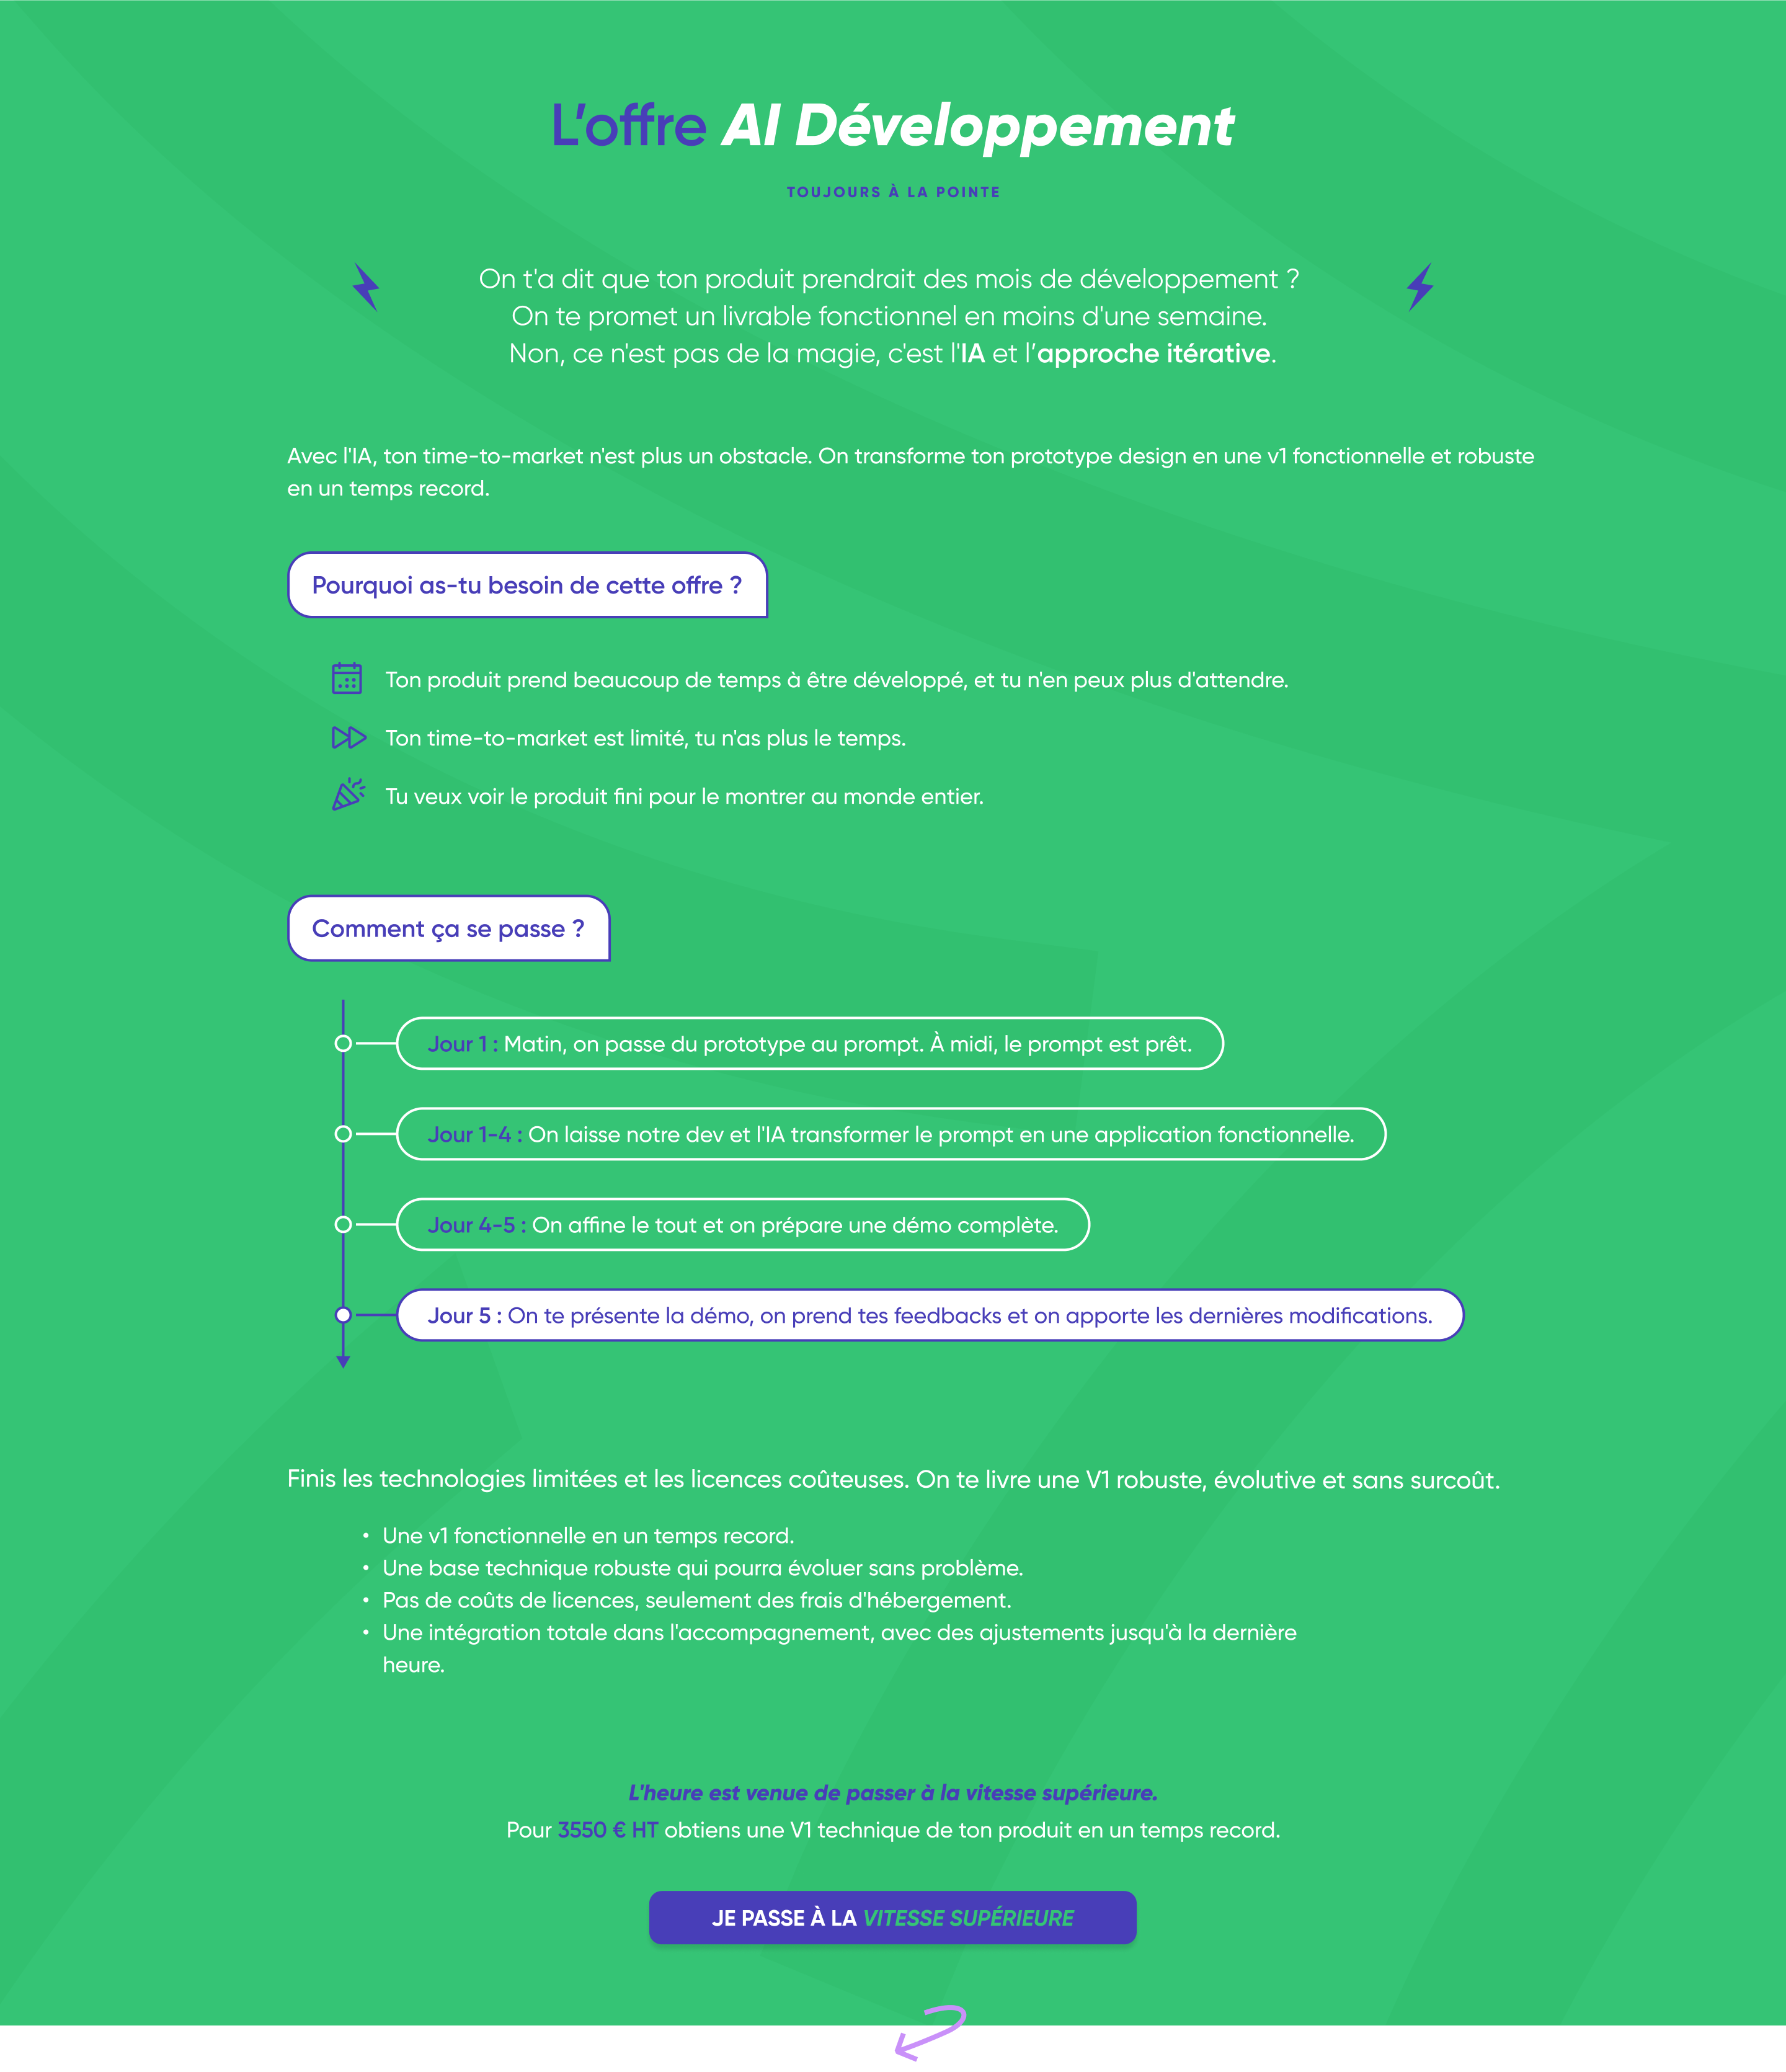 L’offre AI Développement
TOUJOURS À LA POINTE
On t'a dit que ton produit prendrait des mois de développement ?
On te promet un livrable fonctionnel en moins d'une semaine.
Non, ce n'est pas de la magie, c'est l'IA et l’approche itérative.
Avec l'IA, ton time-to-market n'est plus un obstacle. On transforme ton prototype design en une v1 fonctionnelle et robuste
en un temps record.
Pourquoi as-tu besoin de cette offre ?
Ton produit prend beaucoup de temps à être développé, et tu n'en peux plus d'attendre.
Ton time-to-market est limité, tu n'as plus le temps.
Tu veux voir le produit fini pour le montrer au monde entier.
Comment ça se passe ?
Jour 1 : Matin, on passe du prototype au prompt. À midi, le prompt est prêt.
Jour 1-4 : On laisse notre dev et l'IA transformer le prompt en une application fonctionnelle.
Jour 4-5 : On affine le tout et on prépare une démo complète.
Jour 5 : On te présente la démo, on prend tes feedbacks et on apporte les dernières modifications.
Finis les technologies limitées et les licences coûteuses. On te livre une V1 robuste, évolutive et sans surcoût.
• Une v1 fonctionnelle en un temps record.
• Une base technique robuste qui pourra évoluer sans problème.
• Pas de coûts de licences, seulement des frais d'hébergement.
• Une intégration totale dans l'accompagnement, avec des ajustements jusqu'à la dernière
heure.
L'heure est venue de passer à la vitesse supérieure.
Pour 3550 € HT obtiens une V1 technique de ton produit en un temps record.
JE PASSE À LA VITESSE SUPÉRIEURE